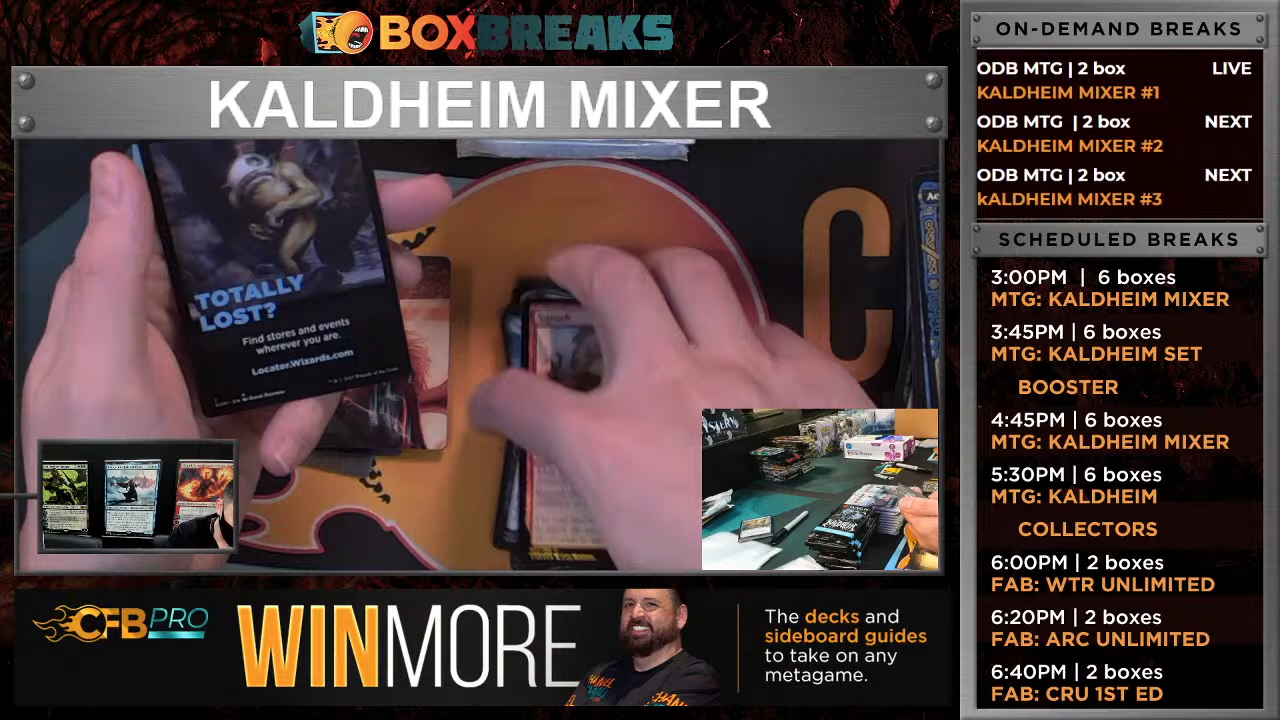 BOXBREAKS
KALDHEIM MIXER
TOTALLY
LOST?
Find stores and events
wherever you are.
Locator.Wizards.com
CFB PRO
WINMORE
The decks and
sideboard guides
to take on any
metagame.
ON-DEMAND BREAKS
ODB MTG | 2 box LIVE
KALDHEIM MIXER #1
ODB MTG | 2 box NEXT
KALDHEIM MIXER #2
ODB MTG | 2 box NEXT
kALDHEIM MIXER #3
SCHEDULED BREAKS
3:00PM | 6 boxes
MTG: KALDHEIM MIXER
3:45PM | 6 boxes
MTG: KALDHEIM SET
BOOSTER
4:45PM | 6 boxes
MTG: KALDHEIM MIXER
5:30PM | 6 boxes
MTG: KALDHEIM
COLLECTORS
6:00PM | 2 boxes
FAB: WTR UNLIMITED
6:20PM | 2 boxes
FAB: ARC UNLIMITED
6:40PM | 2 boxes
FAB: CRU 1ST ED